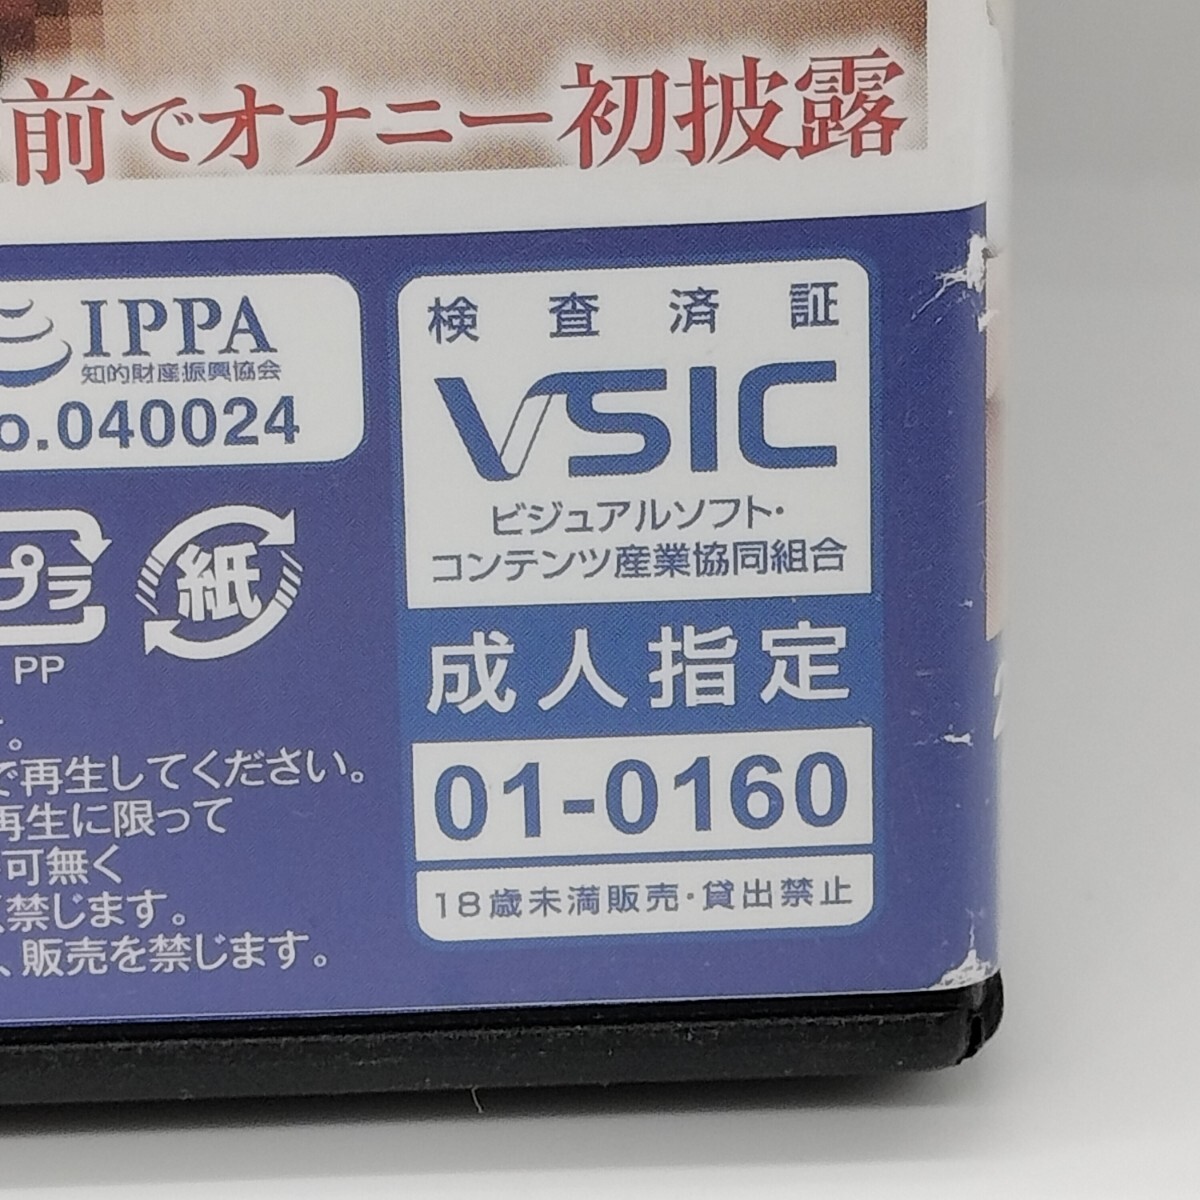 前でオナニー初披露
IPPA
知的財産振興協会
o.040024
検査済証
VSIC
ビジュアルソフト・
コンテンツ産業協同組合
プラ
紙
PP
成人指定
01-0160
18歳未満販売・貸出禁止
。
で再生してください。
再生に限って
可無く
禁じます。
、販売を禁じます。